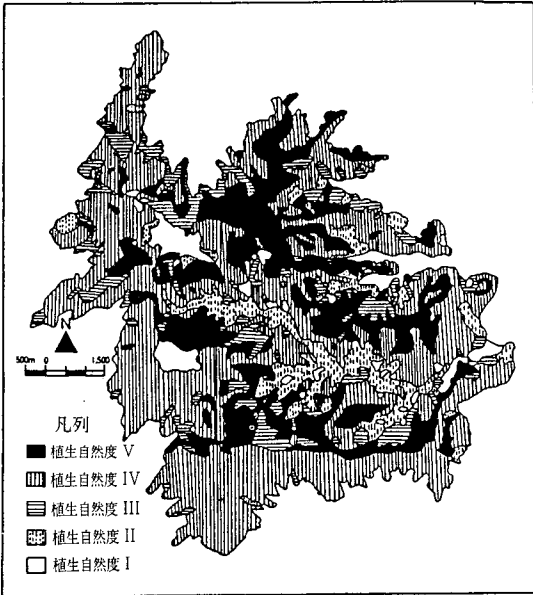 N
500m 0 1,500
凡列
植生自然度 V
植生自然度 IV
植生自然度 III
植生自然度 II
植生自然度 I